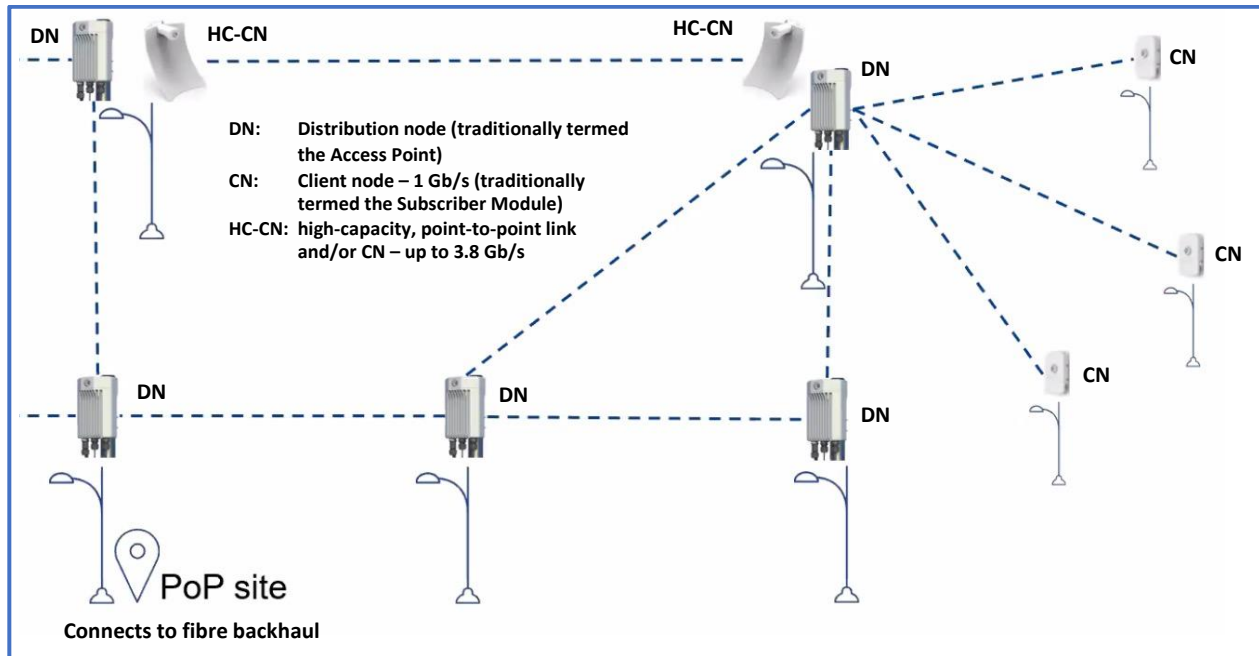 DN
HC-CN
HC-CN
DN
CN
DN: Distribution node (traditionally termed
the Access Point)
CN: Client node – 1 Gb/s (traditionally
termed the Subscriber Module)
HC-CN: high-capacity, point-to-point link
and/or CN – up to 3.8 Gb/s
CN
CN
DN
DN
DN
PoP site
Connects to fibre backhaul